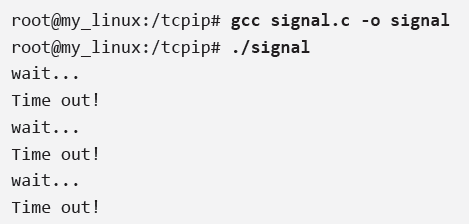 root@my_linux:/tcpip# gcc signal.c -o signal
root@my_linux:/tcpip# ./signal
wait...
Time out!
wait...
Time out!
wait...
Time out!